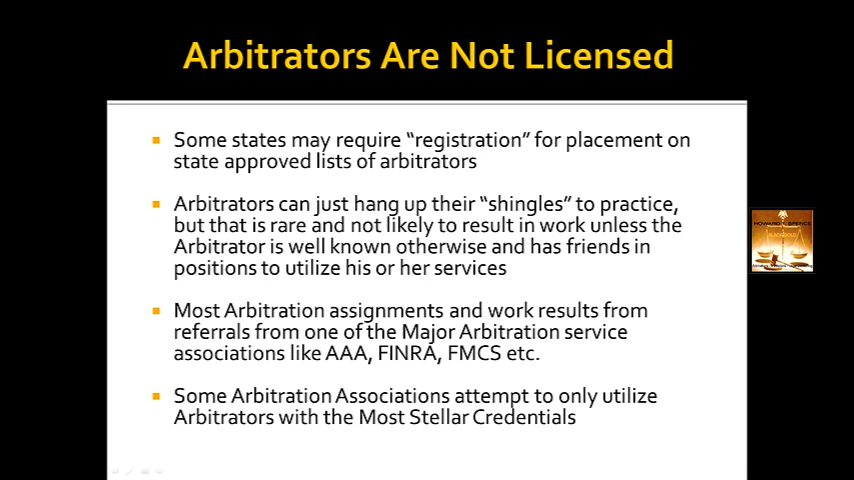 Arbitrators Are Not Licensed
Some states may require “registration” for placement on
state approved lists of arbitrators
Arbitrators can just hang up their “shingles” to practice,
but that is rare and not likely to result in work unless the
Arbitrator is well known otherwise and has friends in
positions to utilize his or her services
Most Arbitration assignments and work results from
referrals from one of the Major Arbitration service
associations like AAA, FINRA, FMCS etc.
Some Arbitration Associations attempt to only utilize
Arbitrators with the Most Stellar Credentials